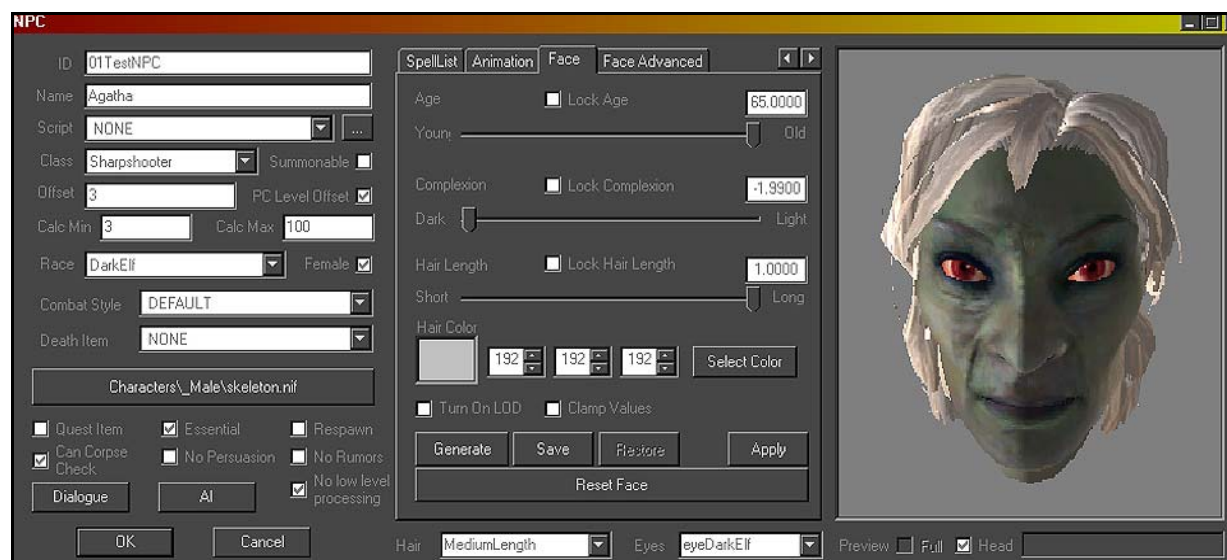 NPC
ID 01TestNPC
Name Agatha
Script NONE ...
Class Sharpshooter Summonable
Offset 3 PC Level Offset
Calc Min 3 Calc Max 100
Race DarkElf Female
Combat Style DEFAULT
Death Item NONE
Characters\_Male\skeleton.nif
Quest Item Essential Respawn
Can Corpse Check No Persuasion No Rumors
No low level processing
Dialogue AI
OK Cancel
SpellList Animation Face Face Advanced
Age Lock Age 65.0000
Young Old
Complexion Lock Complexion -1.9900
Dark Light
Hair Length Lock Hair Length 1.0000
Short Long
Hair Color
192 192 192 Select Color
Turn On LOD Clamp Values
Generate Save Restore Apply
Reset Face
Hair MediumLength Eyes eyeDarkElf Preview Full Head